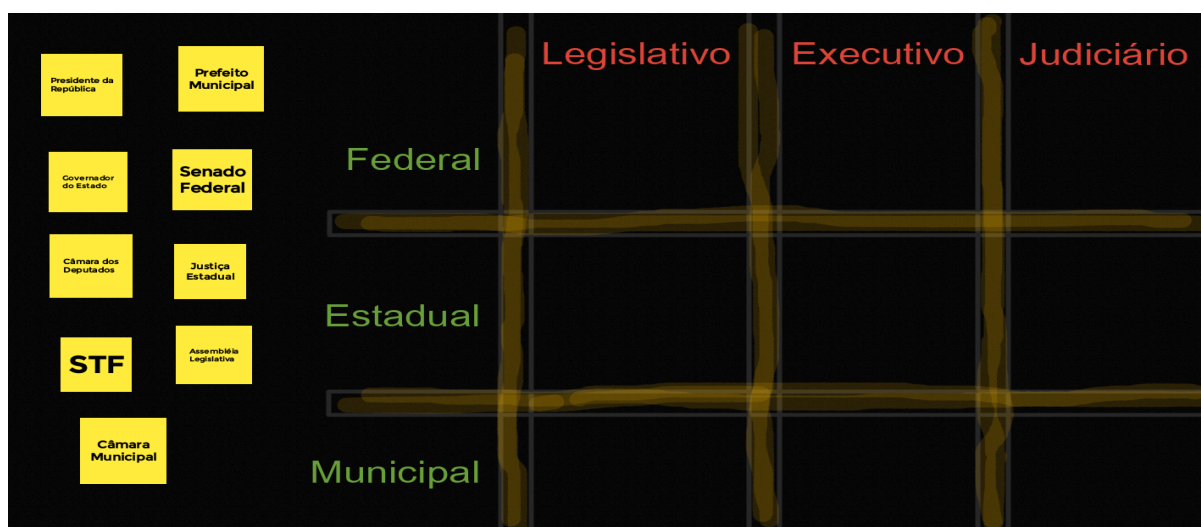 Presidente da
República
Prefeito
Municipal
Governador
do Estado
Senado
Federal
Câmara dos
Deputados
Justiça
Estadual
STF
Assembléia
Legislativa
Câmara
Municipal
Legislativo
Executivo
Judiciário
Federal
Estadual
Municipal